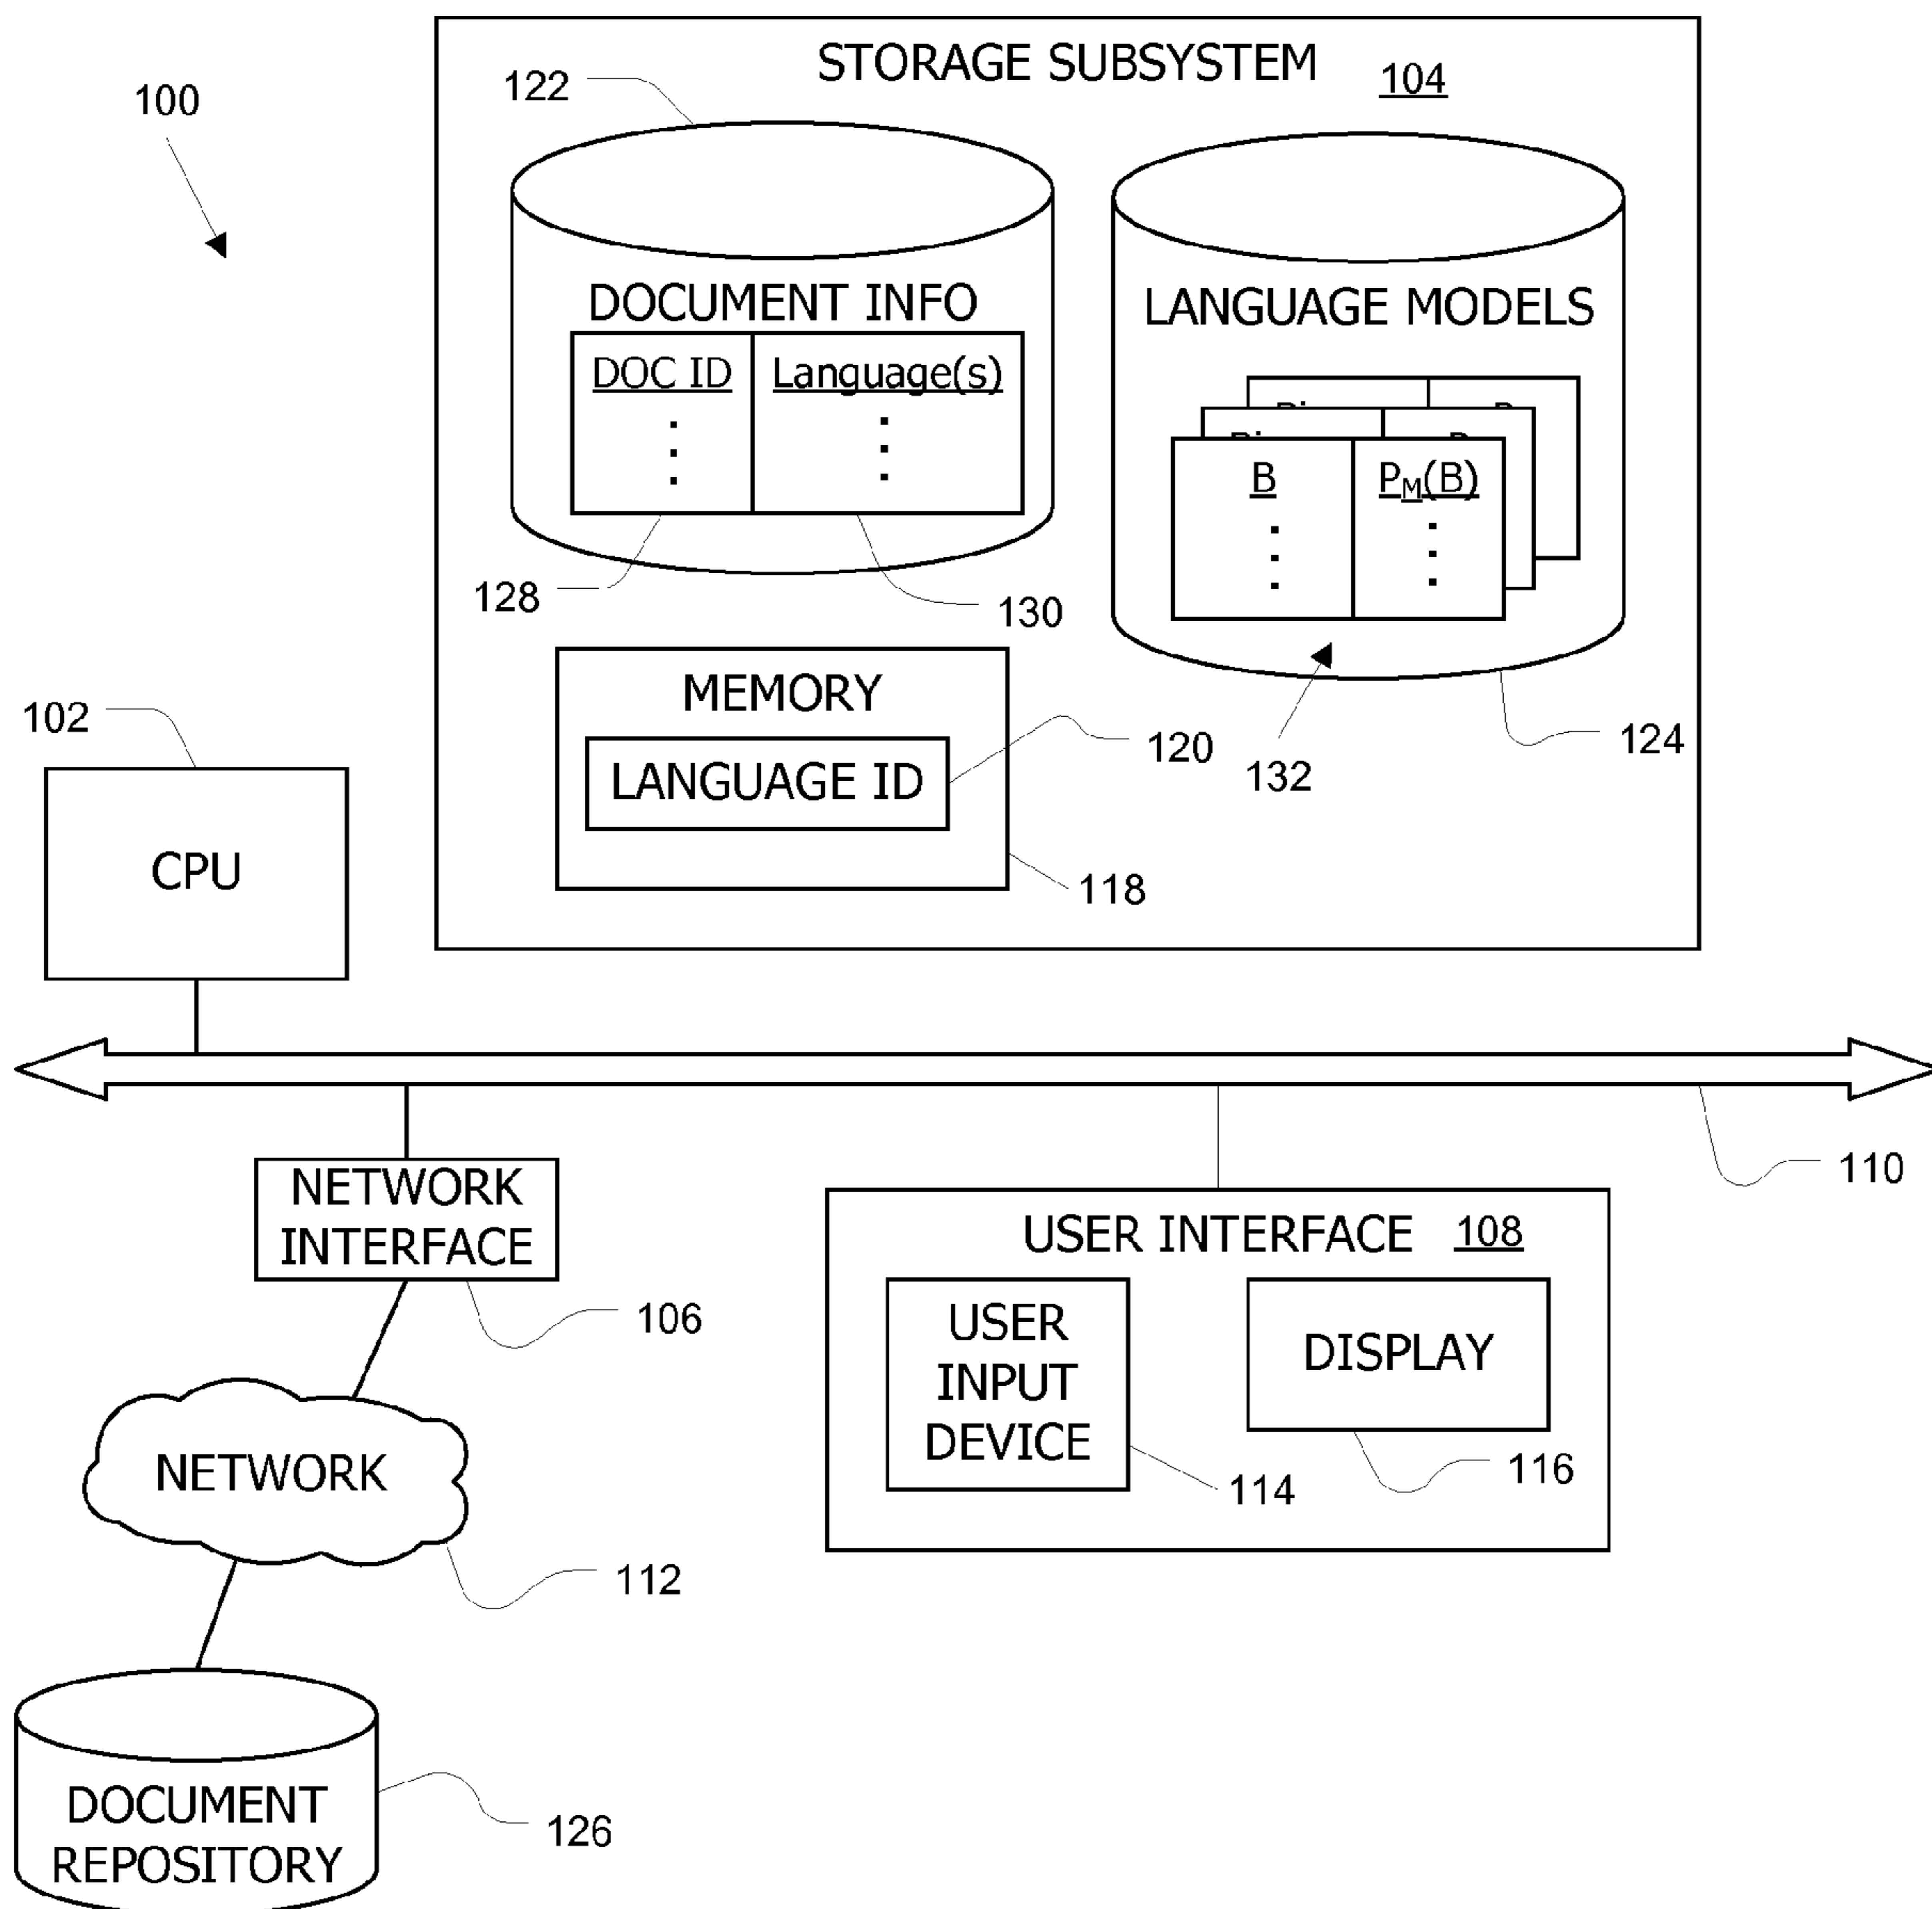 STORAGE SUBSYSTEM 104
100
122
DOCUMENT INFO
DOC ID Language(s)
128
130
LANGUAGE MODELS
B PM(B)
132
124
MEMORY
LANGUAGE ID
120
118
102
CPU
110
NETWORK
INTERFACE
106
USER INTERFACE 108
USER
INPUT
DEVICE
114
DISPLAY
116
NETWORK
112
DOCUMENT
REPOSITORY
126